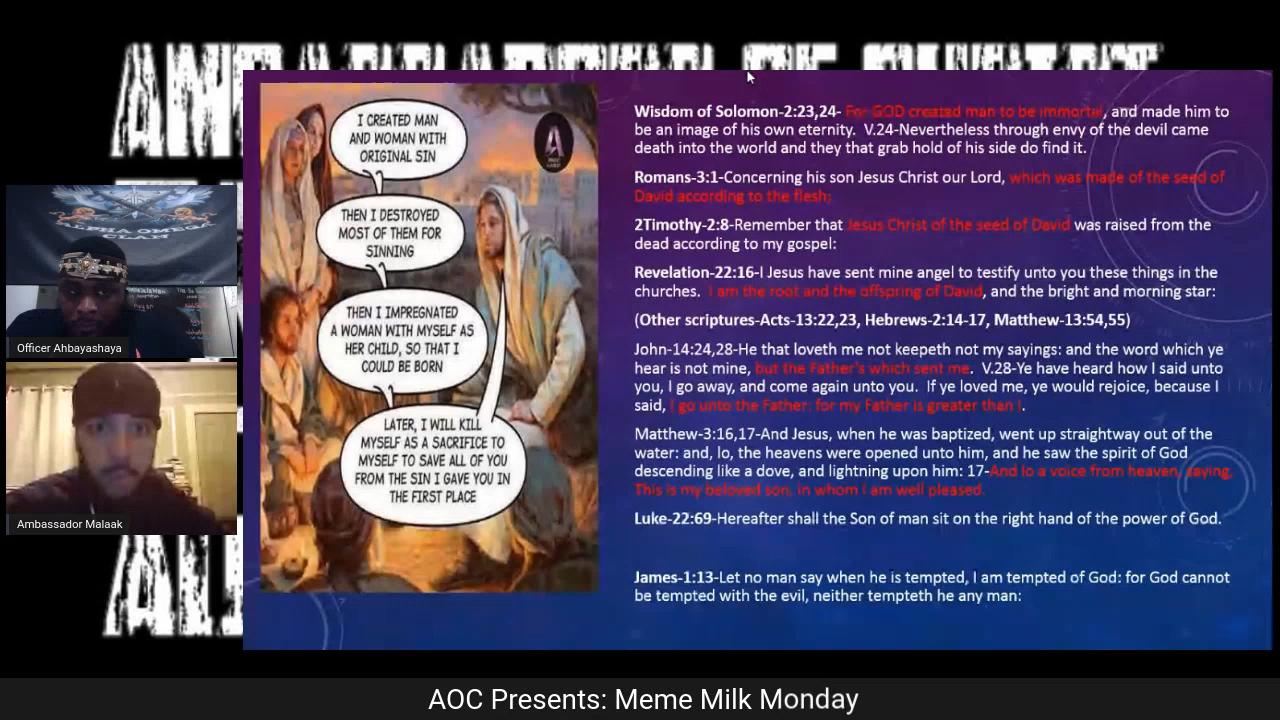 ALPHA OMEGA
CLAN
Officer Ahbayashaya
Ambassador Malaak
I CREATED MAN
AND WOMAN WITH
ORIGINAL SIN
THEN I DESTROYED
MOST OF THEM FOR
SINNING
THEN I IMPREGNATED
A WOMAN WITH MYSELF AS
HER CHILD, SO THAT I
COULD BE BORN
LATER, I WILL KILL
MYSELF AS A SACRIFICE TO
MYSELF TO SAVE ALL OF YOU
FROM THE SIN I GAVE YOU IN
THE FIRST PLACE
Wisdom of Solomon-2:23,24- For GOD created man to be immortal, and made him to
be an image of his own eternity. V.24-Nevertheless through envy of the devil came
death into the world and they that grab hold of his side do find it.
Romans-3:1-Concerning his son Jesus Christ our Lord, which was made of the seed of
David according to the flesh;
2Timothy-2:8-Remember that Jesus Christ of the seed of David was raised from the
dead according to my gospel:
Revelation-22:16-I Jesus have sent mine angel to testify unto you these things in the
churches. I am the root and the offspring of David, and the bright and morning star:
(Other scriptures-Acts-13:22,23, Hebrews-2:14-17, Matthew-13:54,55)
John-14:24,28-He that loveth me not keepeth not my sayings: and the word which ye
hear is not mine, but the Father's which sent me. V.28-Ye have heard how I said unto
you, I go away, and come again unto you. If ye loved me, ye would rejoice, because I
said, I go unto the Father: for my Father is greater than I.
Matthew-3:16,17-And Jesus, when he was baptized, went up straightway out of the
water: and, lo, the heavens were opened unto him, and he saw the spirit of God
descending like a dove, and lightning upon him: 17-And lo a voice from heaven, saying,
This is my beloved son, in whom I am well pleased.
Luke-22:69-Hereafter shall the Son of man sit on the right hand of the power of God.
James-1:13-Let no man say when he is tempted, I am tempted of God: for God cannot
be tempted with the evil, neither tempteth he any man:
AOC Presents: Meme Milk Monday